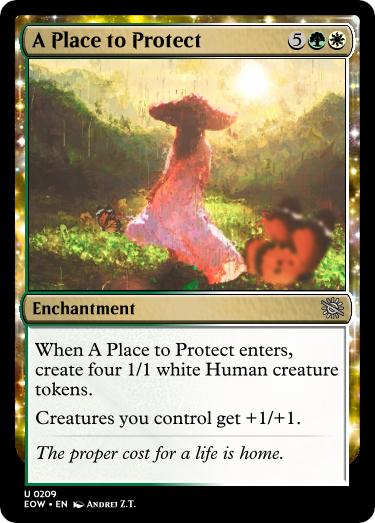 A Place to Protect 5
Enchantment
When A Place to Protect enters,
create four 1/1 white Human creature
tokens.
Creatures you control get +1/+1.
The proper cost for a life is home.
U 0209
EOW • EN Andrei Z.T.